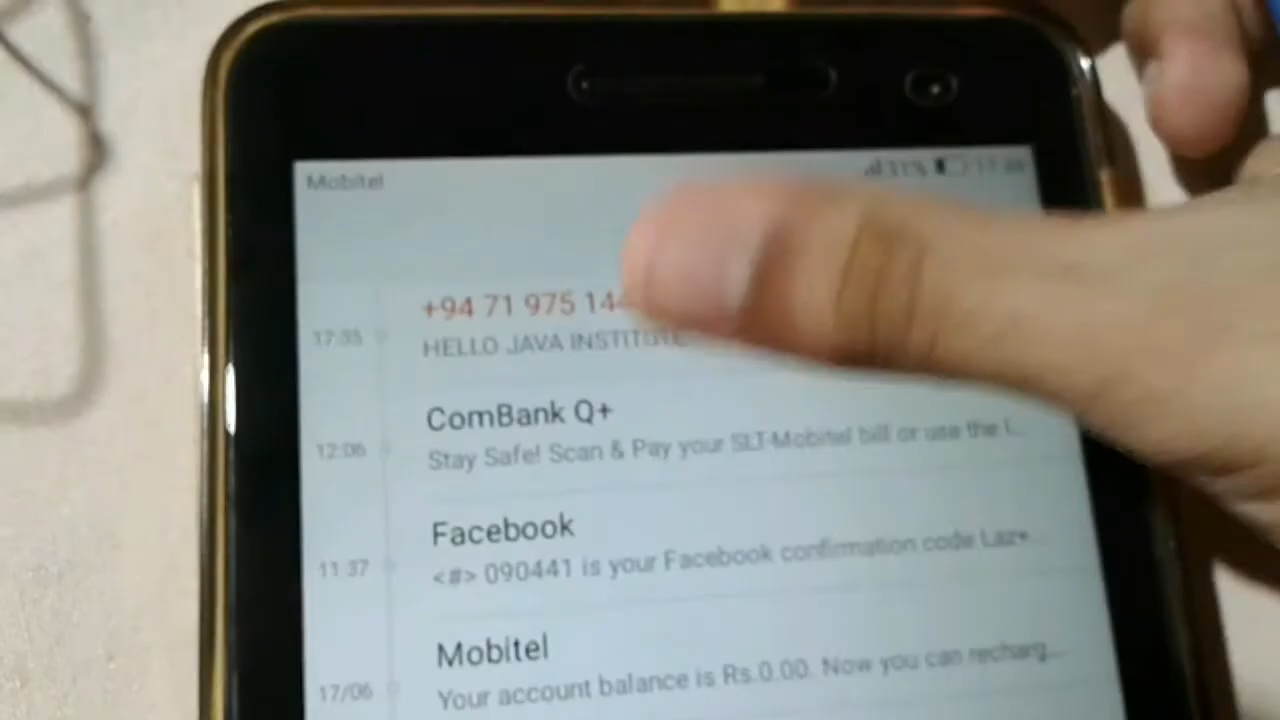 Mobitel 31%
+94 71 975 14
17:35 HELLO JAVA INSTITUTE
ComBank Q+
12:06 Stay Safe! Scan & Pay your SLT-Mobitel bill or use the L...
Facebook
11:37 <#> 090441 is your Facebook confirmation code Laz+...
Mobitel
17/06 Your account balance is Rs.0.00. Now you can recharg...